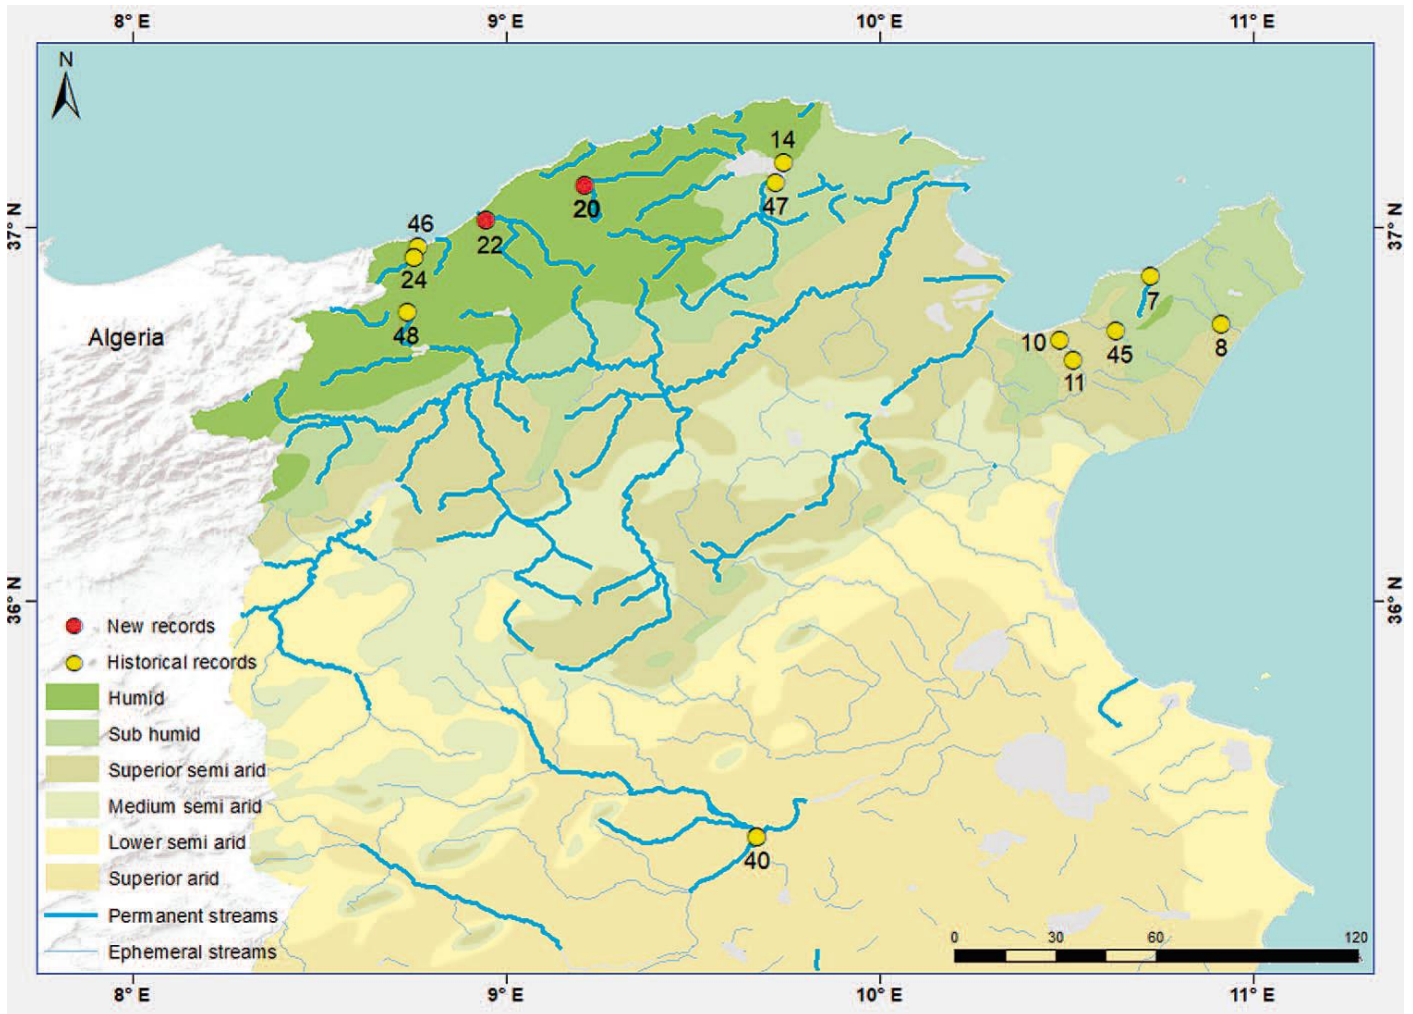 8° E 9° E 10° E 11° E
N
14
47
20
22
46
24
48
37° N 37° N
Algeria
7
8
10
45
11
36° N 36° N
New records
Historical records
Humid
Sub humid
Superior semi arid
Medium semi arid
Lower semi arid
Superior arid
Permanent streams
Ephemeral streams
40
0 30 60 120
8° E 9° E 10° E 11° E